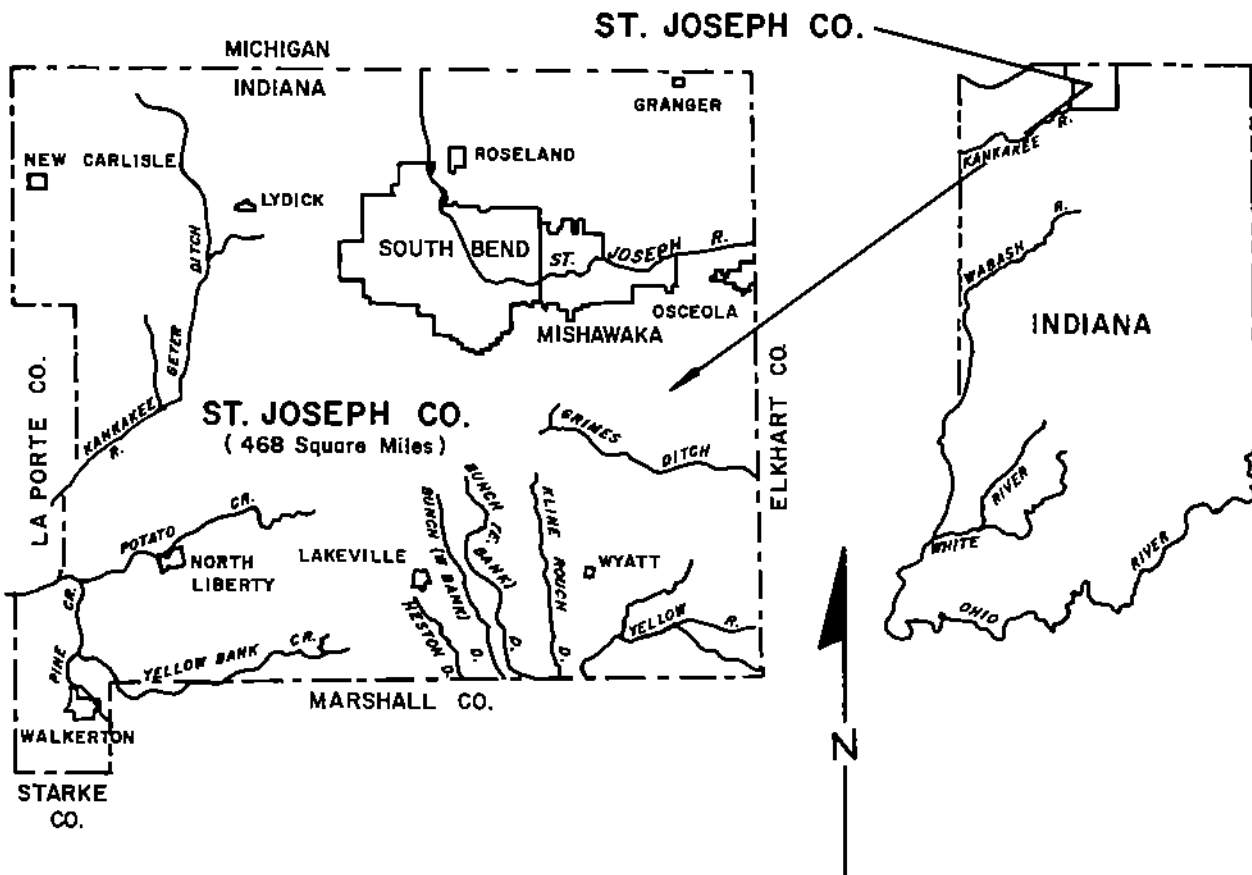 ST. JOSEPH CO.
MICHIGAN
INDIANA
GRANGER
NEW CARLISLE
ROSELAND
LYDICK
DITCH
GETER
SOUTH BEND
ST. JOSEPH R.
OSCEOLA
MISHAWAKA
LA PORTE CO.
KANKAKEE R.
ST. JOSEPH CO.
( 468 Square Miles )
ELKHART CO.
GRIMES DITCH
POTATO CR.
NORTH
LIBERTY
LAKEVILLE
BUNCH (W BANK) D.
BUNCH (E. BANK) D.
KLINE ROUCH D.
WYATT
HESTON D.
YELLOW R.
PINE CR.
YELLOW BANK CR.
WALKERTON
MARSHALL CO.
STARKE
CO.
KANKAKEE R.
WABASH R.
INDIANA
WHITE RIVER
OHIO RIVER
N